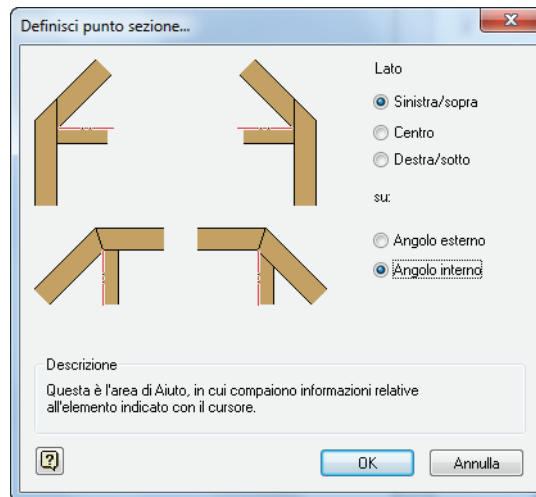 Definisci punto sezione...
Lato
Sinistra/sopra
Centro
Destra/sotto
su:
Angolo esterno
Angolo interno
Descrizione
Questa è l'area di Aiuto, in cui compaiono informazioni relative
all'elemento indicato con il cursore.
OK
Annulla